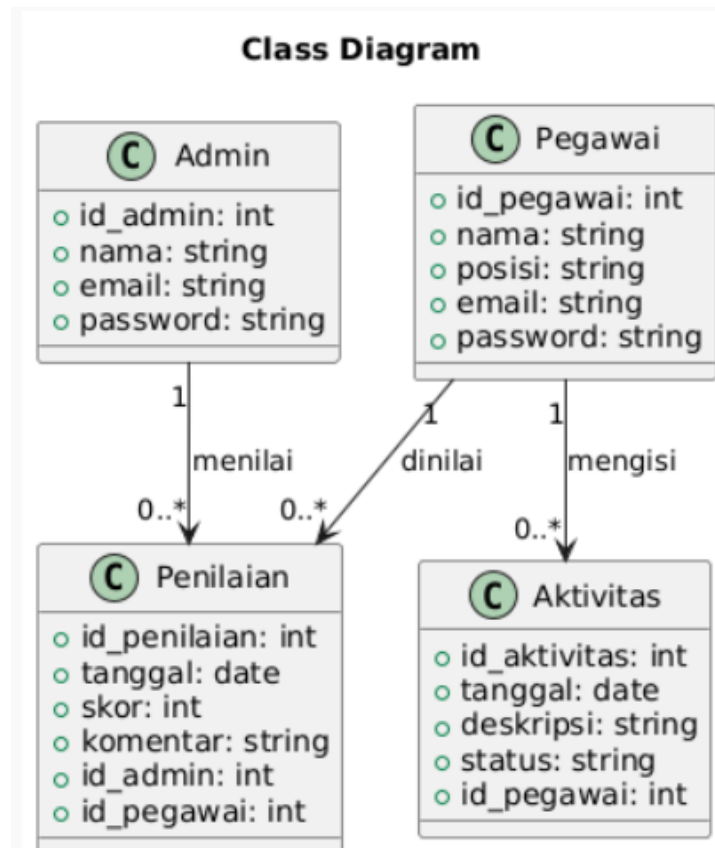 Class Diagram
C Admin
id_admin: int
nama: string
email: string
password: string
C Pegawai
id_pegawai: int
nama: string
posisi: string
email: string
password: string
1
menilai
0..*
1
dinilai
0..*
1
mengisi
0..*
C Penilaian
id_penilaian: int
tanggal: date
skor: int
komentar: string
id_admin: int
id_pegawai: int
C Aktivitas
id_aktivitas: int
tanggal: date
deskripsi: string
status: string
id_pegawai: int